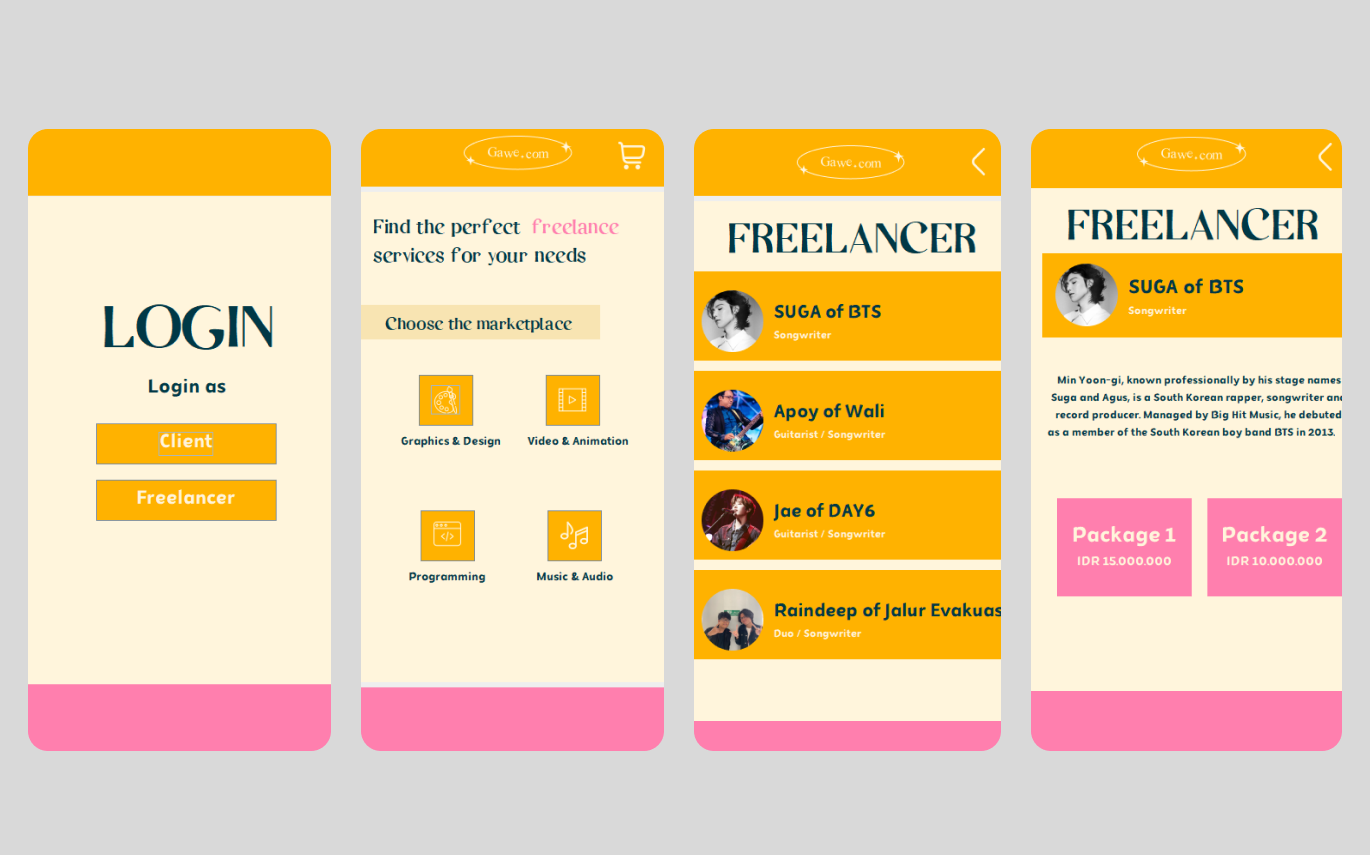 LOGIN
Login as
Client
Freelancer
Gawe.com
Find the perfect freelance
services for your needs
Choose the marketplace
Graphics & Design
Video & Animation
Programming
Music & Audio
Gawe.com
FREELANCER
SUGA of BTS
Songwriter
Apoy of Wali
Guitarist / Songwriter
Jae of DAY6
Guitarist / Songwriter
Raindeep of Jalur Evakuas
Duo / Songwriter
Gawe.com
FREELANCER
SUGA of BTS
Songwriter
Min Yoon-gi, known professionally by his stage names
Suga and Agus, is a South Korean rapper, songwriter and
record producer. Managed by Big Hit Music, he debuted
as a member of the South Korean boy band BTS in 2013.
Package 1
IDR 15.000.000
Package 2
IDR 10.000.000